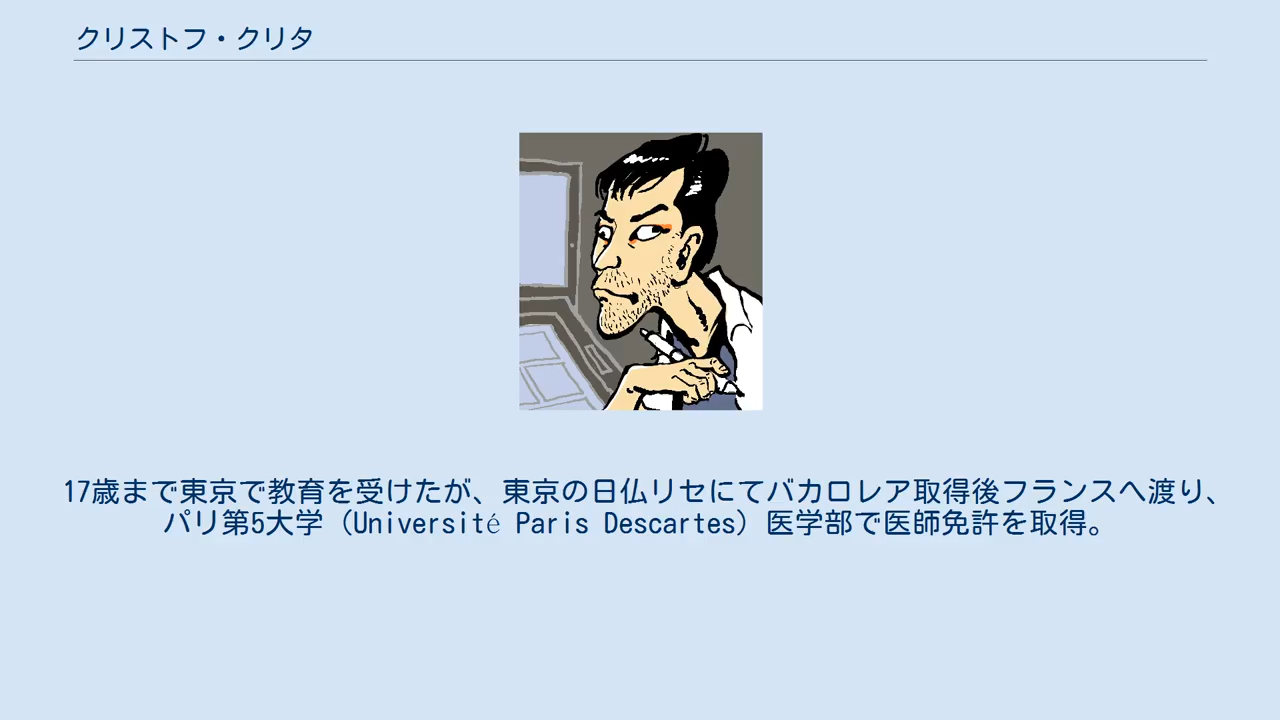 クリストフ・クリタ
17歳まで東京で教育を受けたが、東京の日仏リセにてバカロレア取得後フランスへ渡り、
パリ第5大学（Université Paris Descartes）医学部で医師免許を取得。